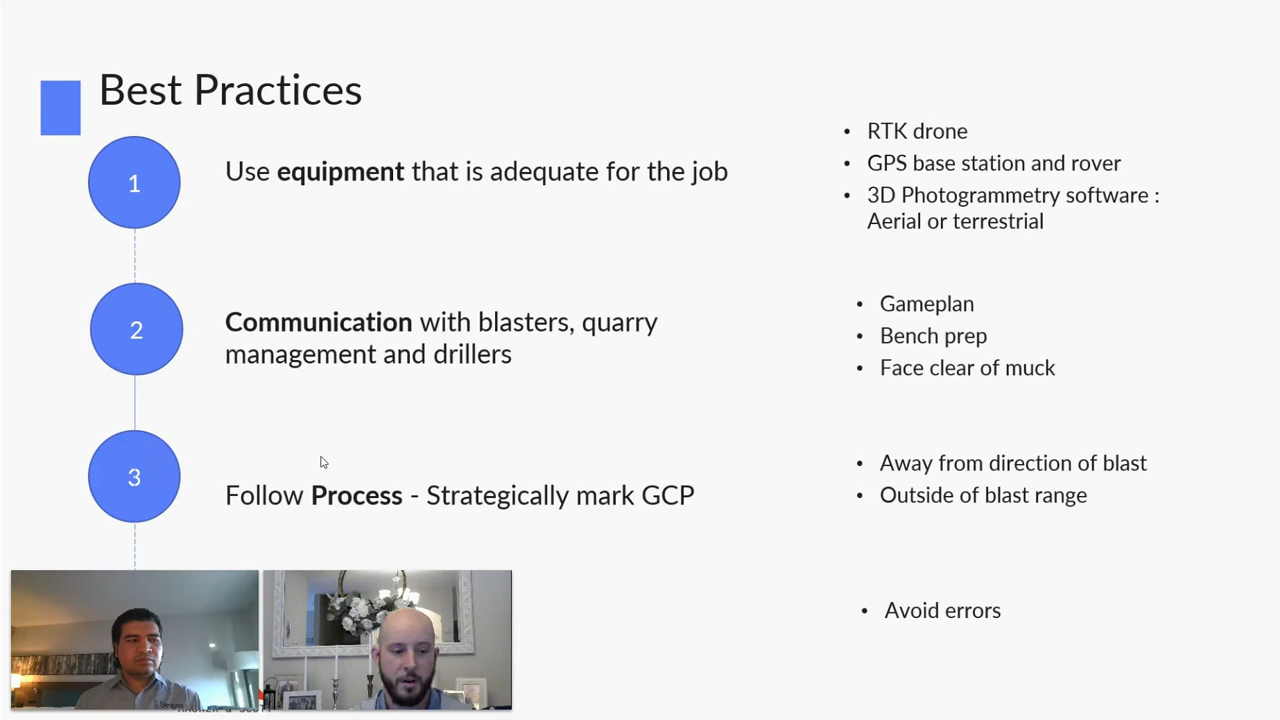 Best Practices
1
Use equipment that is adequate for the job
• RTK drone
• GPS base station and rover
• 3D Photogrammetry software :
Aerial or terrestrial
2
Communication with blasters, quarry
management and drillers
• Gameplan
• Bench prep
• Face clear of muck
3
Follow Process - Strategically mark GCP
• Away from direction of blast
• Outside of blast range
• Avoid errors